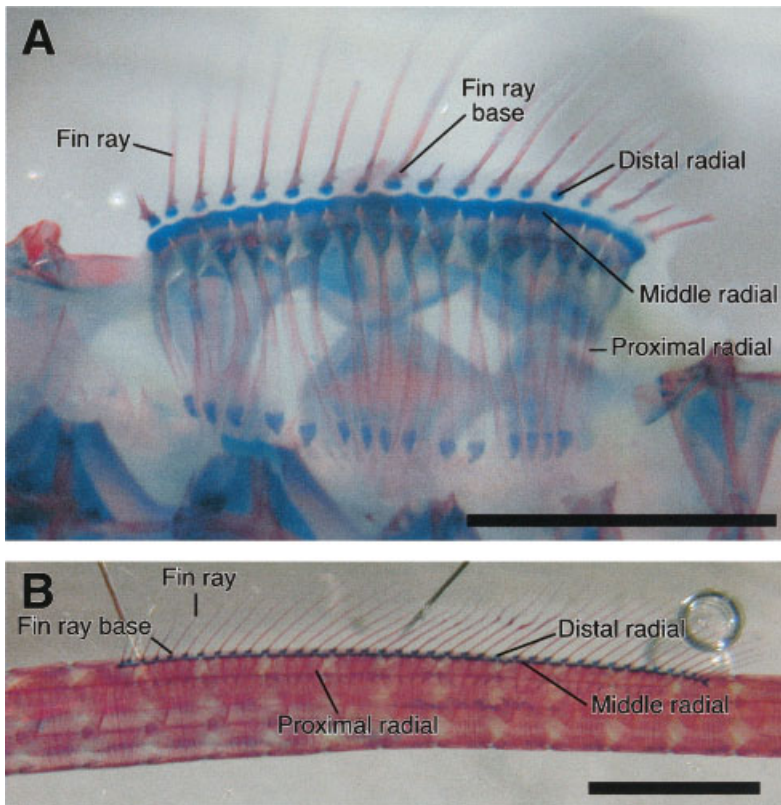 A
Fin ray
Fin ray
base
Distal radial
Middle radial
Proximal radial
B
Fin ray
Fin ray base
Distal radial
Middle radial
Proximal radial